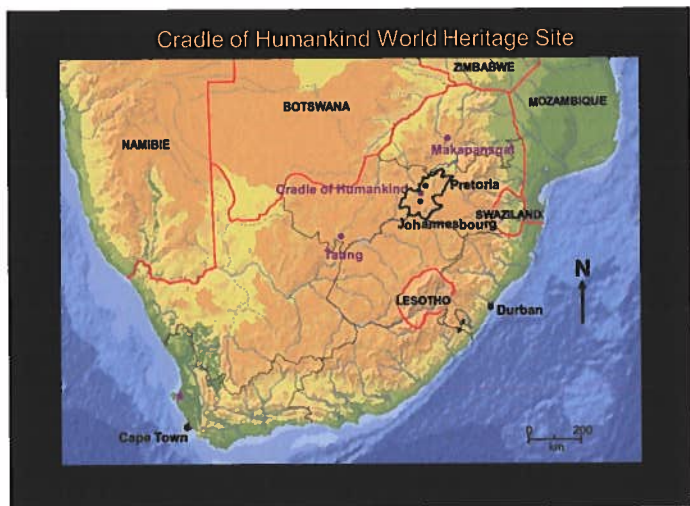 Cradle of Humankind World Heritage Site
ZIMBABWE
BOTSWANA
MOZAMBIQUE
NAMIBIE
Makapansgat
Cradle of Humankind
Pretoria
SWAZILAND
Johannesbourg
Taung
N
LESOTHO
Durban
Cape Town
0 200
km